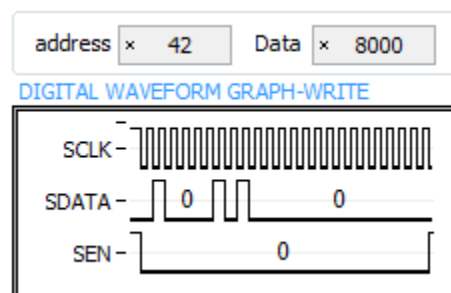 address × 42 Data × 8000
DIGITAL WAVEFORM GRAPH-WRITE
SCLK
SDATA 0 0
SEN 0